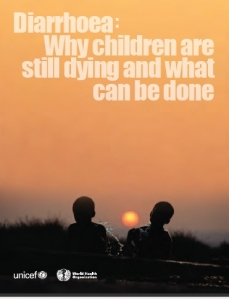 Diarrhoea:
Why children are
still dying and what
can be done
unicef
World Health
Organization